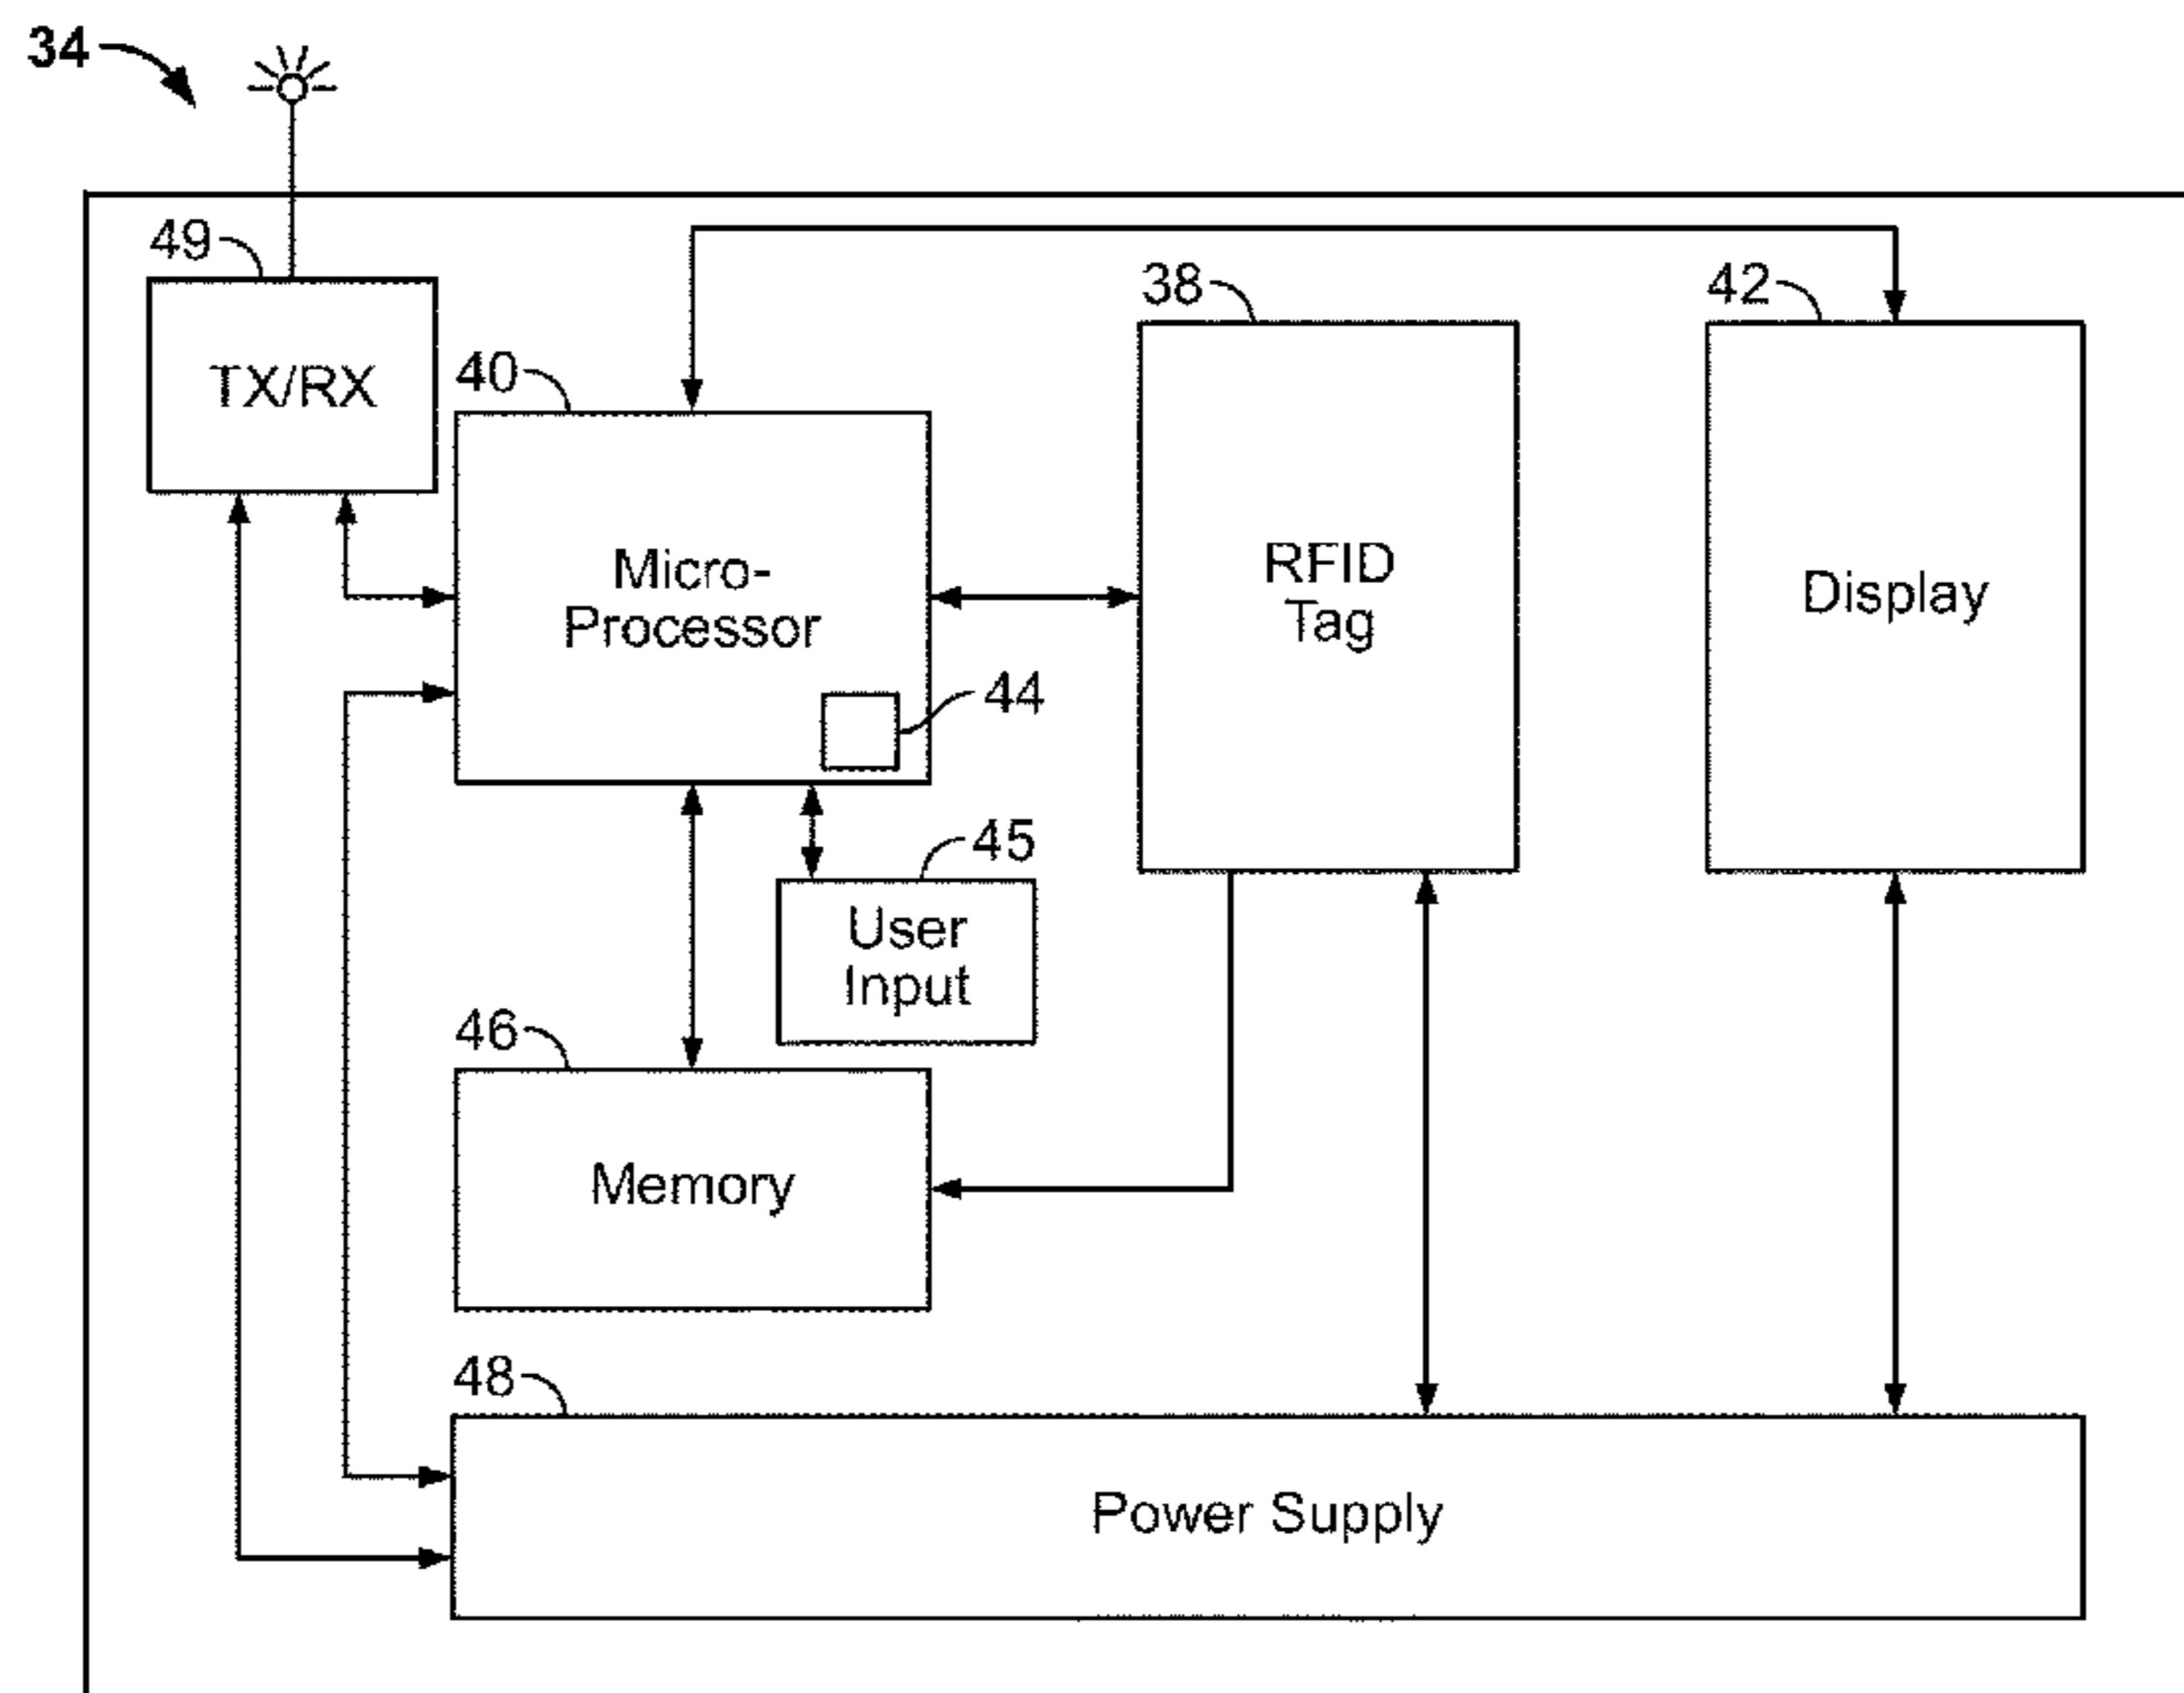 34
49
38
42
TX/RX
40
Micro-
Processor
RFID
Tag
Display
44
45
User
Input
46
Memory
48
Power Supply